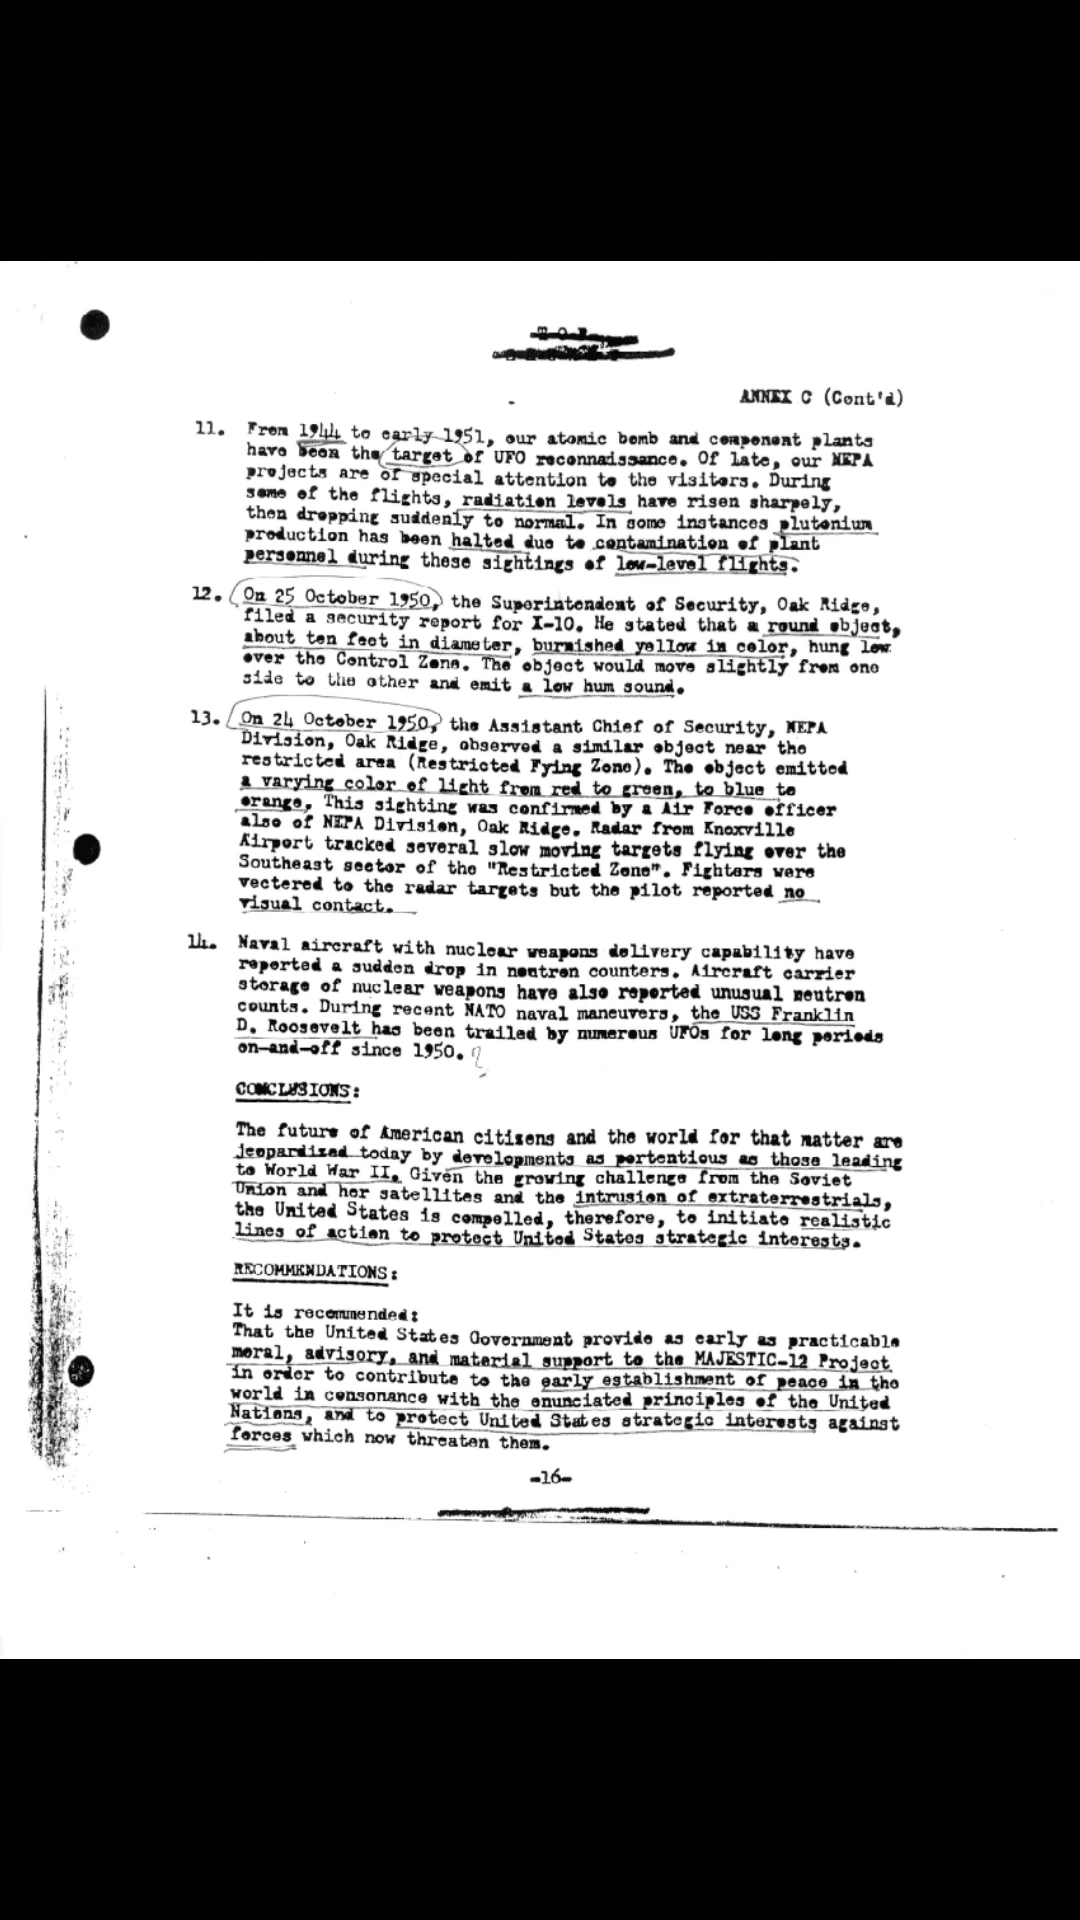 TOP
ANNEX C (Cont'd)
11. From 1944 to early 1951, our atomic bomb and component plants
have been the target of UFO reconnaissance. Of late, our NEPA
projects are of special attention to the visitors. During
some of the flights, radiation levels have risen sharpely,
then dropping suddenly to normal. In some instances plutonium
production has been halted due to contamination of plant
personnel during these sightings of low-level flights.
12. On 25 October 1950, the Superintendent of Security, Oak Ridge,
filed a security report for X-10. He stated that a round object,
about ten feet in diameter, burnished yellow in color, hung low
over the Control Zone. The object would move slightly from one
side to the other and emit a low hum sound.
13. On 24 October 1950, the Assistant Chief of Security, NEPA
Division, Oak Ridge, observed a similar object near the
restricted area (Restricted Fying Zone). The object emitted
a varying color of light from red to green, to blue to
orange, This sighting was confirmed by a Air Force officer
also of NEPA Division, Oak Ridge. Radar from Knoxville
Airport tracked several slow moving targets flying over the
Southeast sector of the "Restricted Zone". Fighters were
vectered to the radar targets but the pilot reported no
visual contact.
14. Naval aircraft with nuclear weapons delivery capability have
reported a sudden drop in neutron counters. Aircraft carrier
storage of nuclear weapons have also reported unusual neutron
counts. During recent NATO naval maneuvers, the USS Franklin
D. Roosevelt has been trailed by numerous UFOs for long periods
on-and-off since 1950. ?
CONCLUSIONS:
The future of American citizens and the world for that matter are
jeopardized today by developments as portentious as those leading
to World War II. Given the growing challenge from the Soviet
Union and her satellites and the intrusion of extraterrestrials,
the United States is compelled, therefore, to initiate realistic
lines of action to protect United States strategic interests.
RECOMMENDATIONS:
It is recommended:
That the United States Government provide as early as practicable
moral, advisory, and material support to the MAJESTIC-12 Project
in order to contribute to the early establishment of peace in the
world in consonance with the enunciated principles of the United
Nations, and to protect United States strategic interests against
forces which now threaten them.
-16-